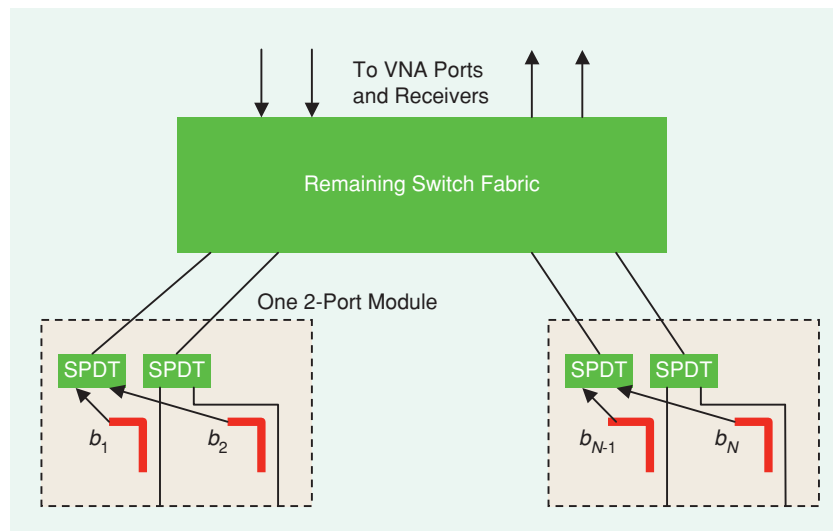 To VNA Ports
and Receivers
Remaining Switch Fabric
One 2-Port Module
SPDT SPDT SPDT SPDT
b1 b2 bN-1 bN